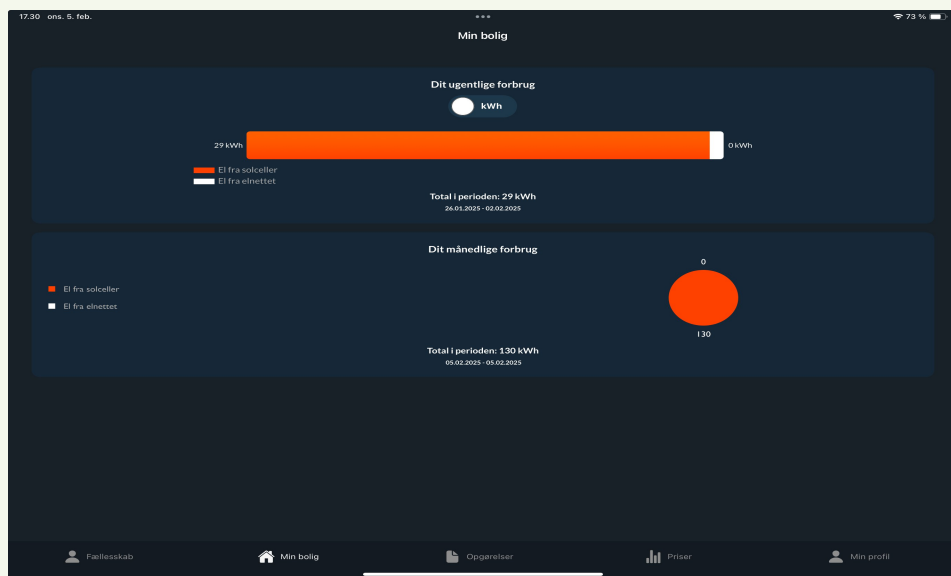 17.30 ons. 5. feb.
73 %
Min bolig
Dit ugentlige forbrug
kWh
29 kWh
0 kWh
El fra solceller
El fra elnettet
Total i perioden: 29 kWh
26.01.2025 - 02.02.2025
Dit månedlige forbrug
0
El fra solceller
El fra elnettet
130
Total i perioden: 130 kWh
05.02.2025 - 05.02.2025
Fællesskab
Min bolig
Opgørelser
Priser
Min profil